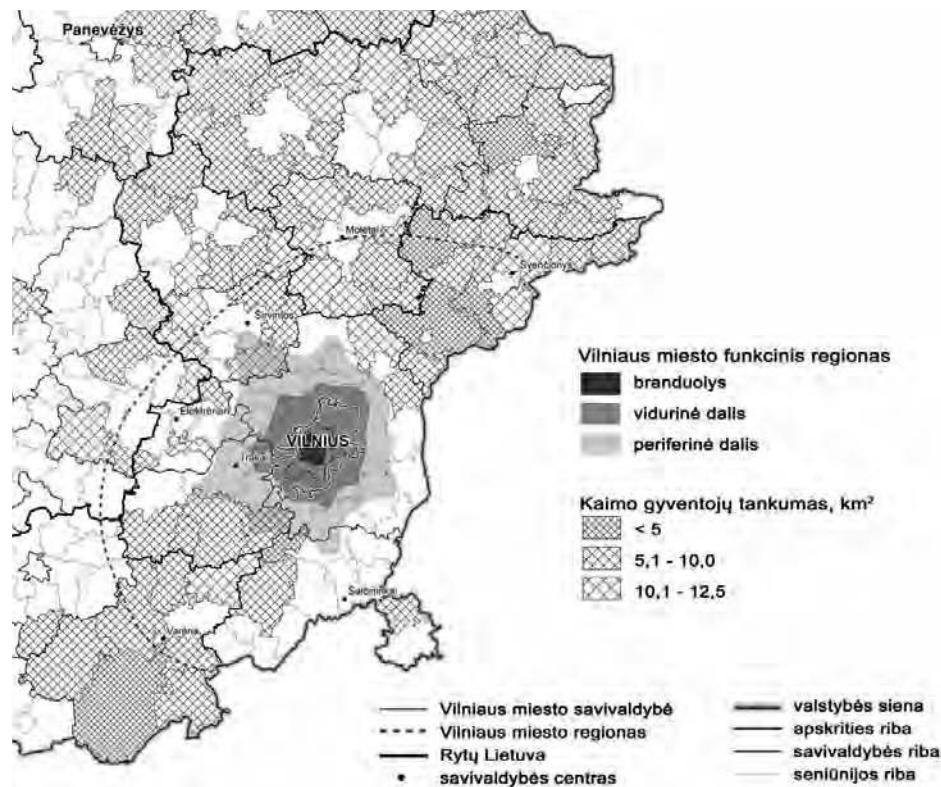 Panevėžys
Molėtai
Švenčionys
Širvintos
Elektrėnai
VILNIUS
Trakai
Šalčininkai
Varėna
Vilniaus miesto funkcinis regionas
branduolys
vidurinė dalis
periferinė dalis
Kaimo gyventojų tankumas, km²
< 5
5,1 - 10,0
10,1 - 12,5
Vilniaus miesto savivaldybė
Vilniaus miesto regionas
Rytų Lietuva
savivaldybės centras
valstybės siena
apskrities riba
savivaldybės riba
seniūnijos riba